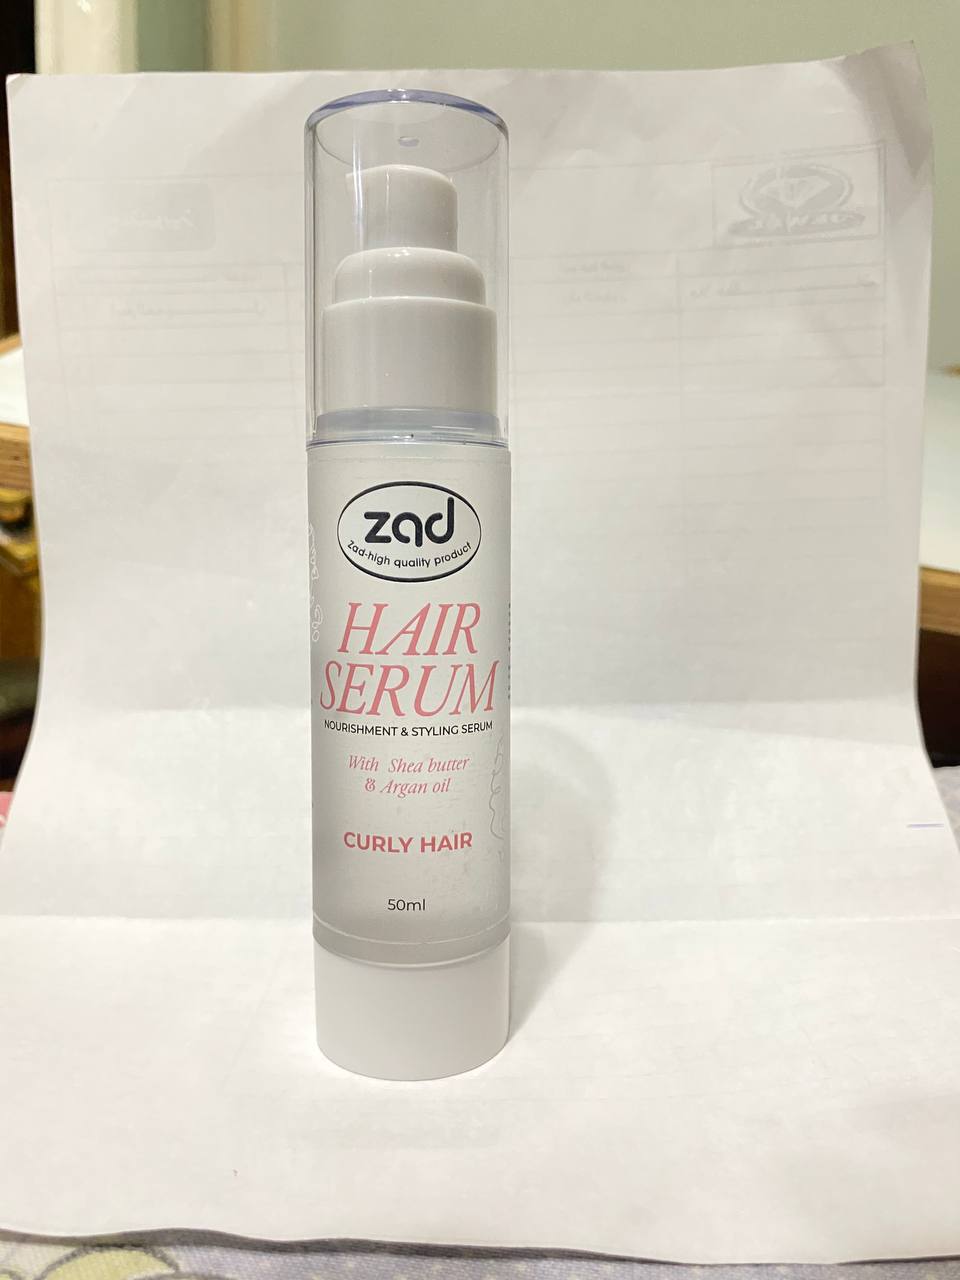 zad
Zad-high quality product
HAIR
SERUM
NOURISHMENT & STYLING SERUM
With Shea butter
& Argan oil
CURLY HAIR
50ml